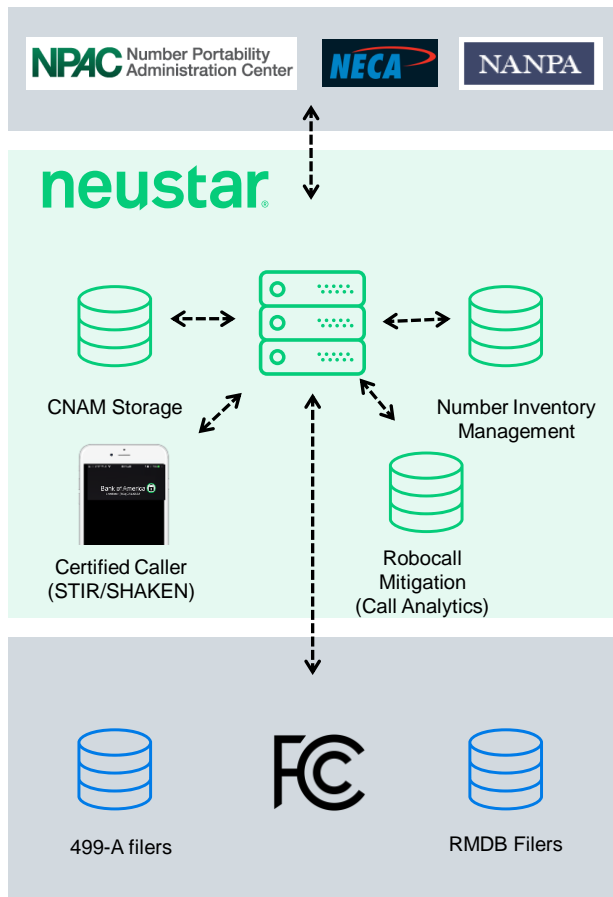 NPAC Number Portability
Administration Center
NECA
NANPA
neustar®
CNAM Storage
Number Inventory
Management
Bank of America
Certified Caller
(STIR/SHAKEN)
Robocall
Mitigation
(Call Analytics)
FCC
499-A filers
RMDB Filers